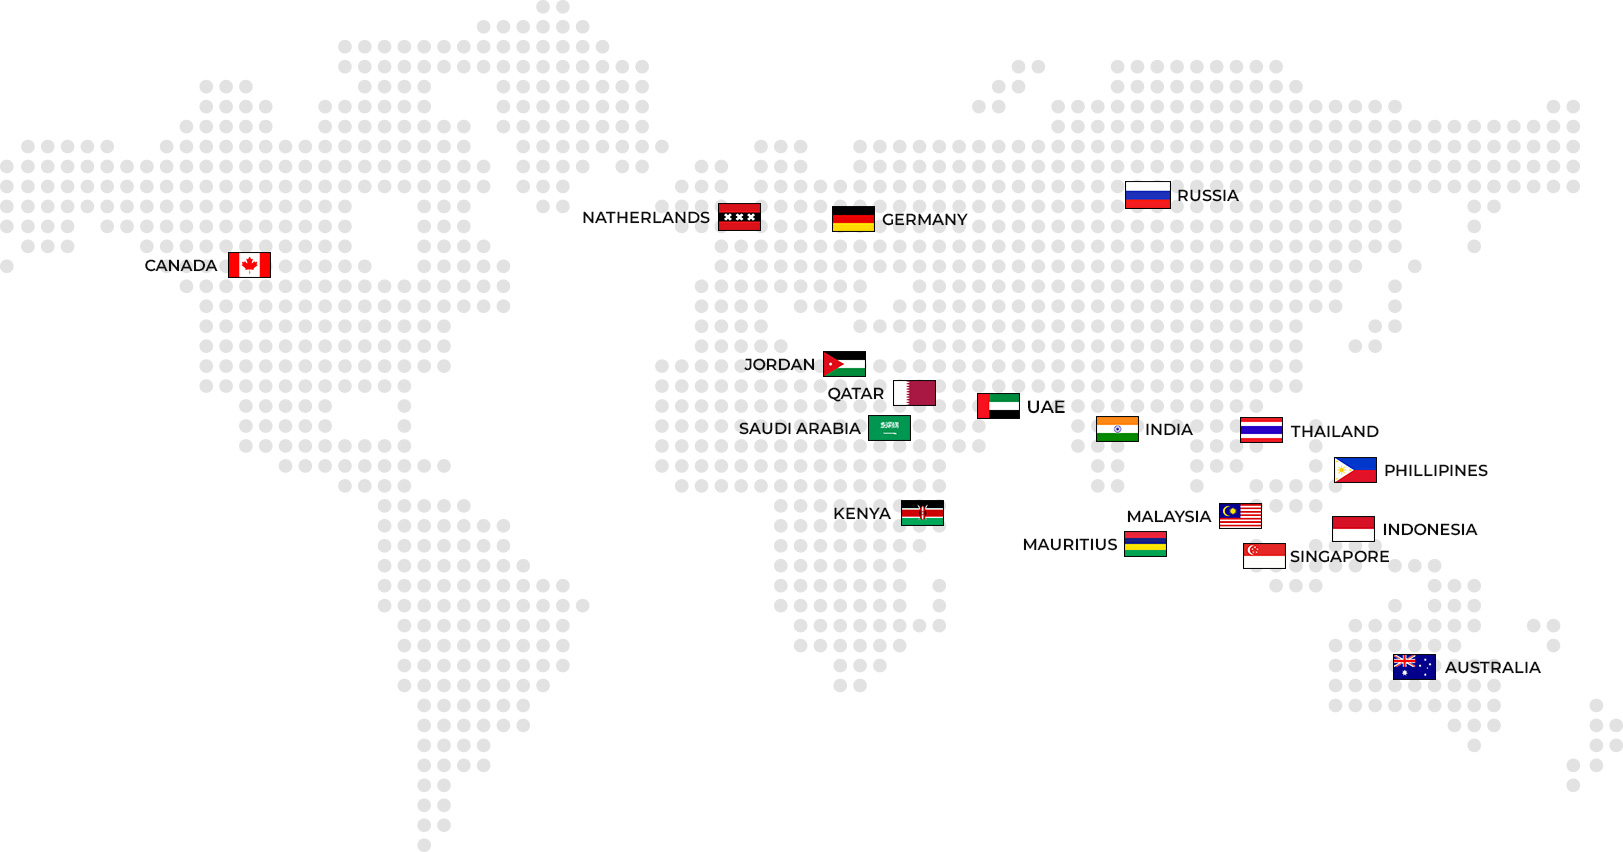 RUSSIA
NATHERLANDS
GERMANY
CANADA
JORDAN
QATAR
UAE
SAUDI ARABIA
INDIA
THAILAND
PHILLIPINES
KENYA
MALAYSIA
INDONESIA
MAURITIUS
SINGAPORE
AUSTRALIA